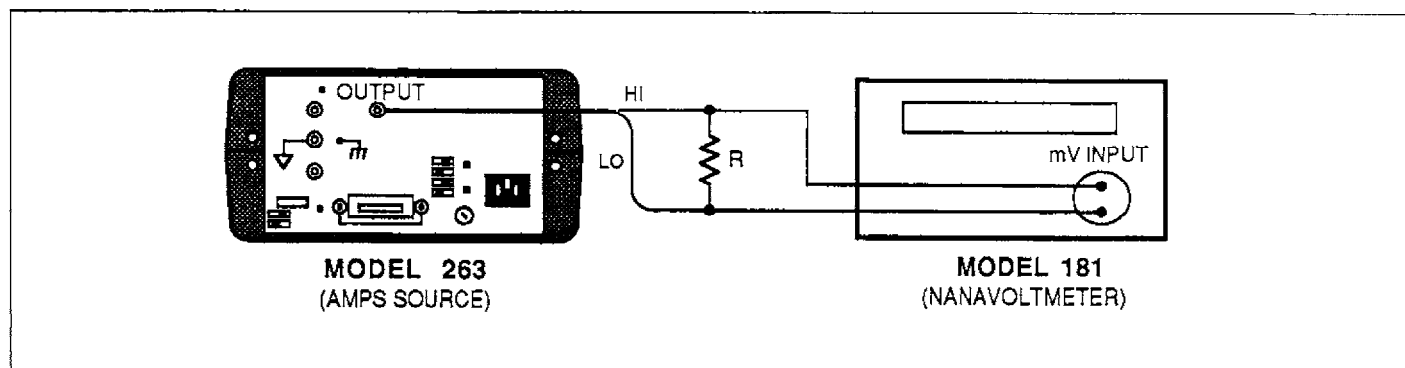 OUTPUT
HI
LO
R
mV INPUT
MODEL 263
(AMPS SOURCE)
MODEL 181
(NANAVOLTMETER)